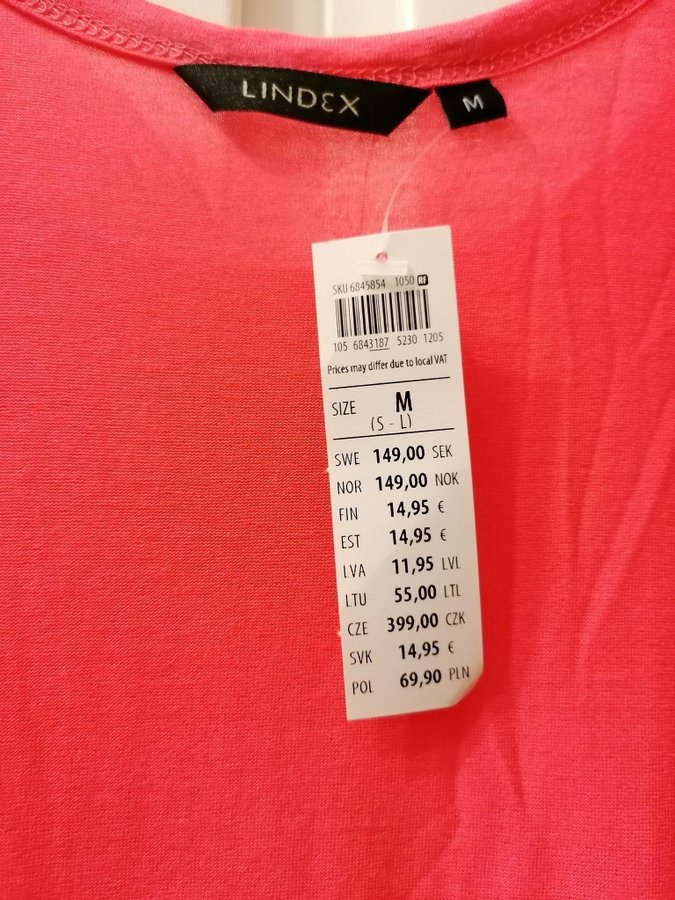 LINDEX
M
SKU 6845854 1050 RF
105 6843187 5230 1205
Prices may differ due to local VAT
SIZE M
(S - L)
SWE 149,00 SEK
NOR 149,00 NOK
FIN 14,95 €
EST 14,95 €
LVA 11,95 LVL
LTU 55,00 LTL
CZE 399,00 CZK
SVK 14,95 €
POL 69,90 PLN